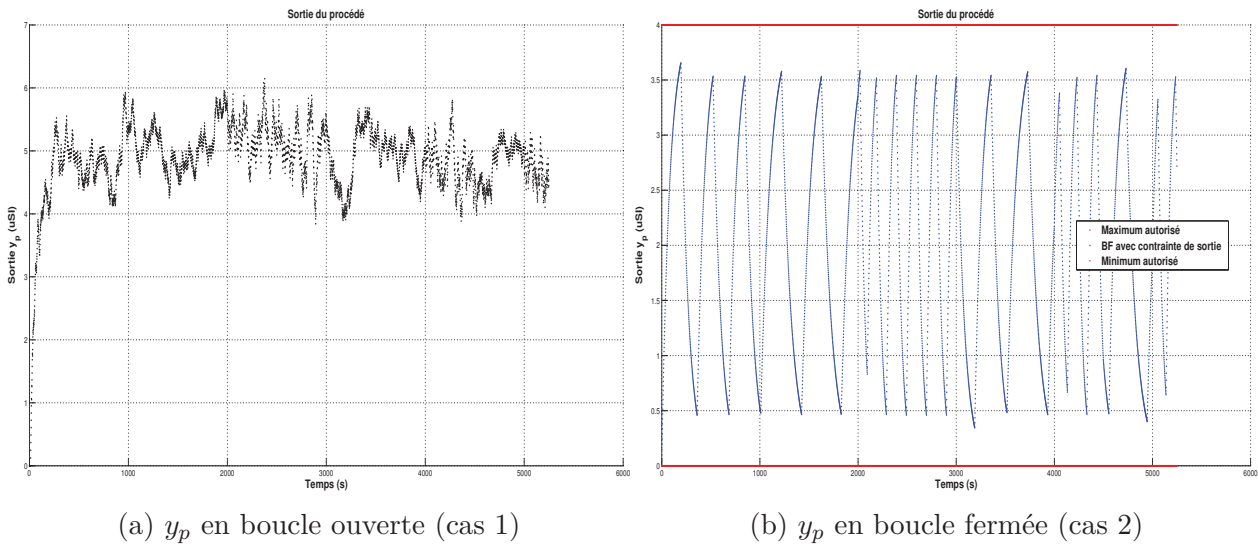 Sortie du procédé
7
6
5
4
3
2
1
0
Sortie y_p (uSI)
0 1000 2000 3000 4000 5000 6000
Temps (s)
(a) y_p en boucle ouverte (cas 1)
Sortie du procédé
4
3.5
3
2.5
2
1.5
1
0.5
0
Sortie y_p (uSI)
Maximum autorisé
BF avec contrainte de sortie
Minimum autorisé
0 1000 2000 3000 4000 5000 6000
Temps (s)
(b) y_p en boucle fermée (cas 2)